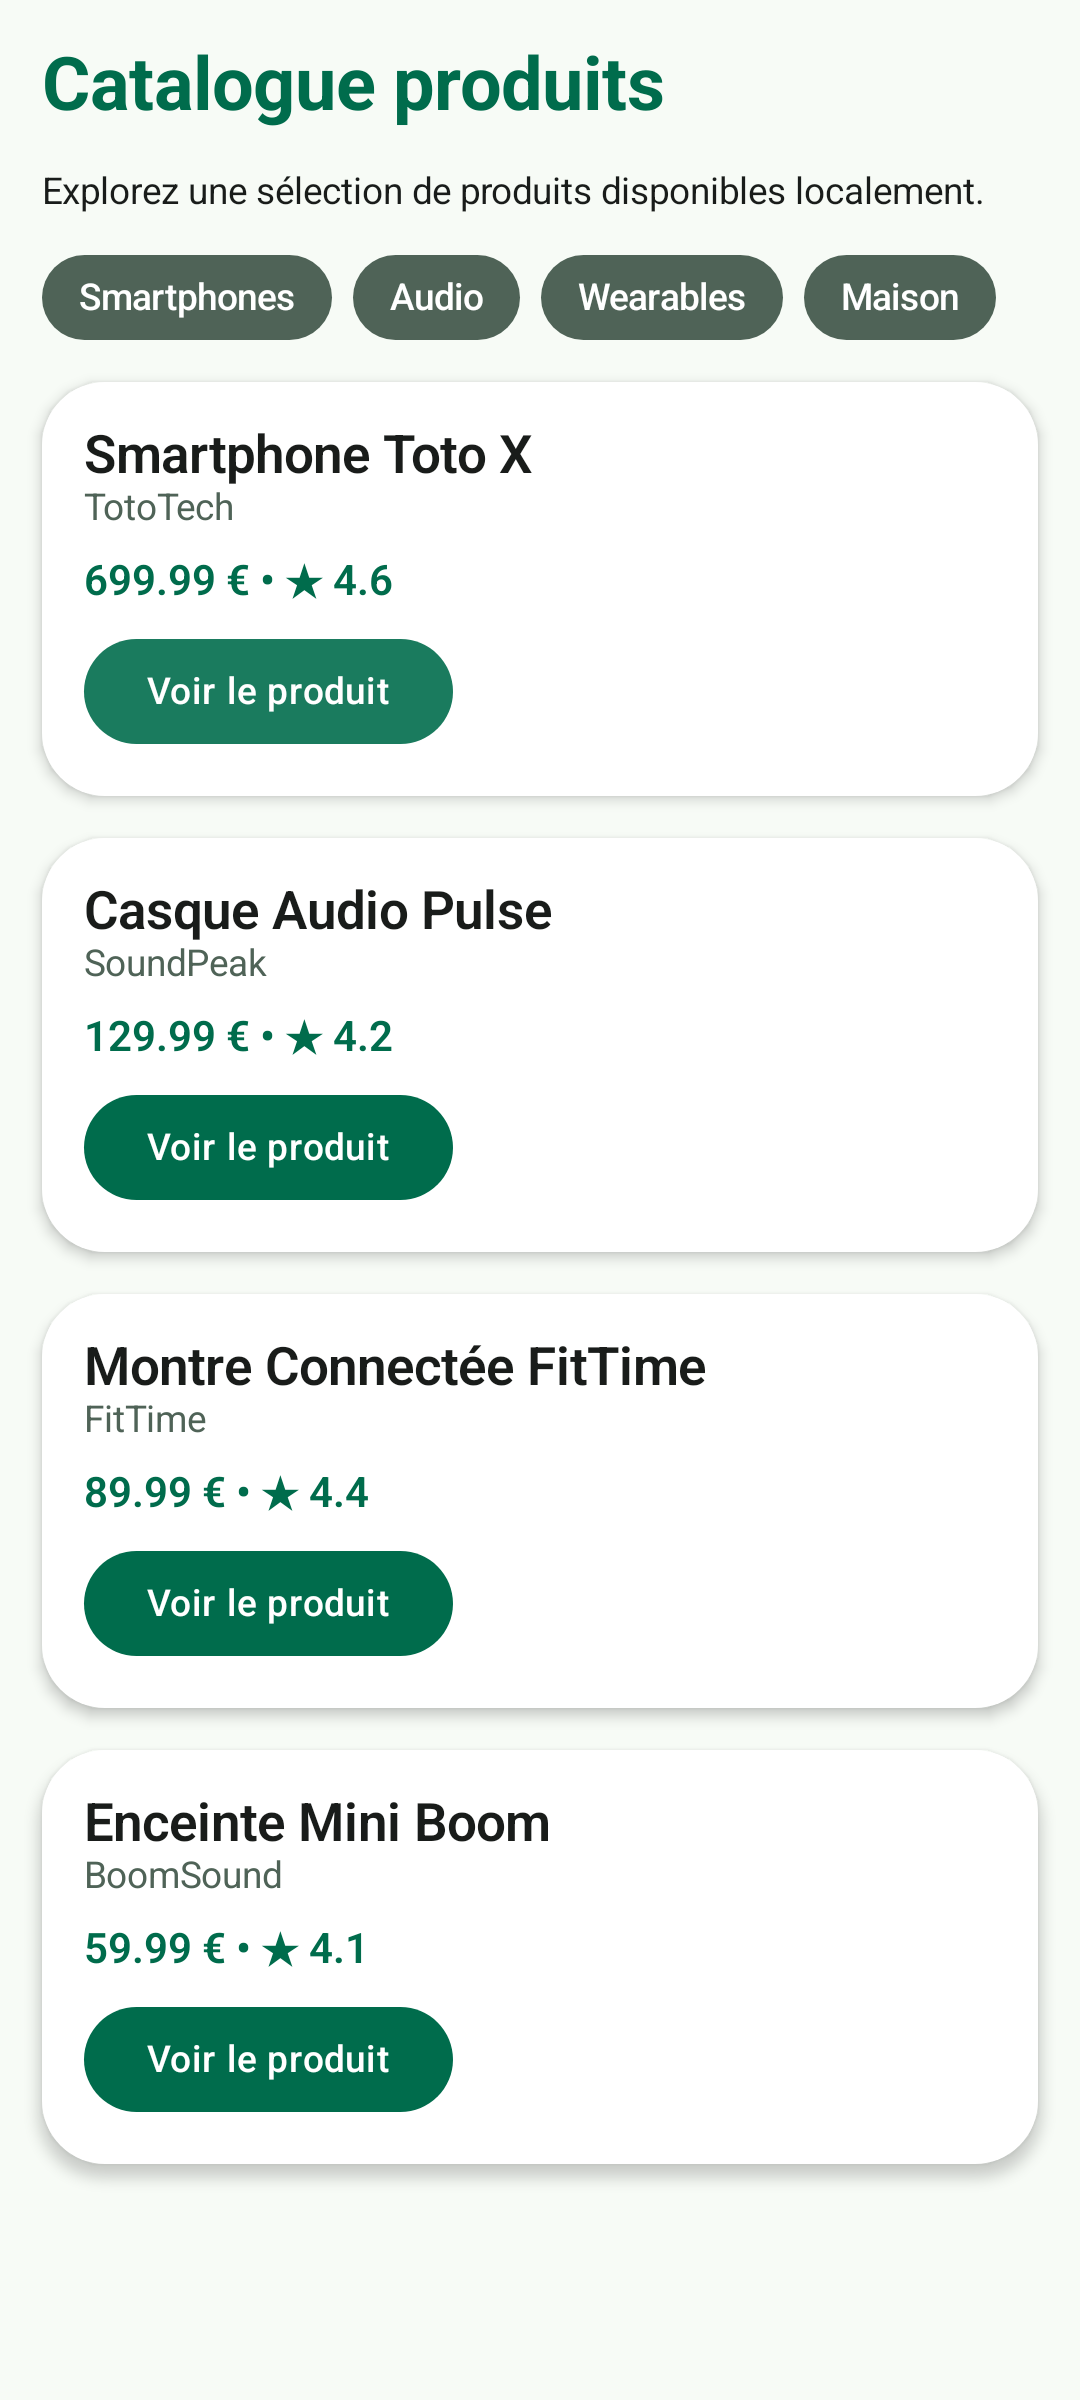 Catalogue produits
Explorez une sélection de produits disponibles localement.
Smartphones Audio Wearables Maison
Smartphone Toto X
TotoTech
699.99 € • ★ 4.6
Voir le produit
Casque Audio Pulse
SoundPeak
129.99 € • ★ 4.2
Voir le produit
Montre Connectée FitTime
FitTime
89.99 € • ★ 4.4
Voir le produit
Enceinte Mini Boom
BoomSound
59.99 € • ★ 4.1
Voir le produit